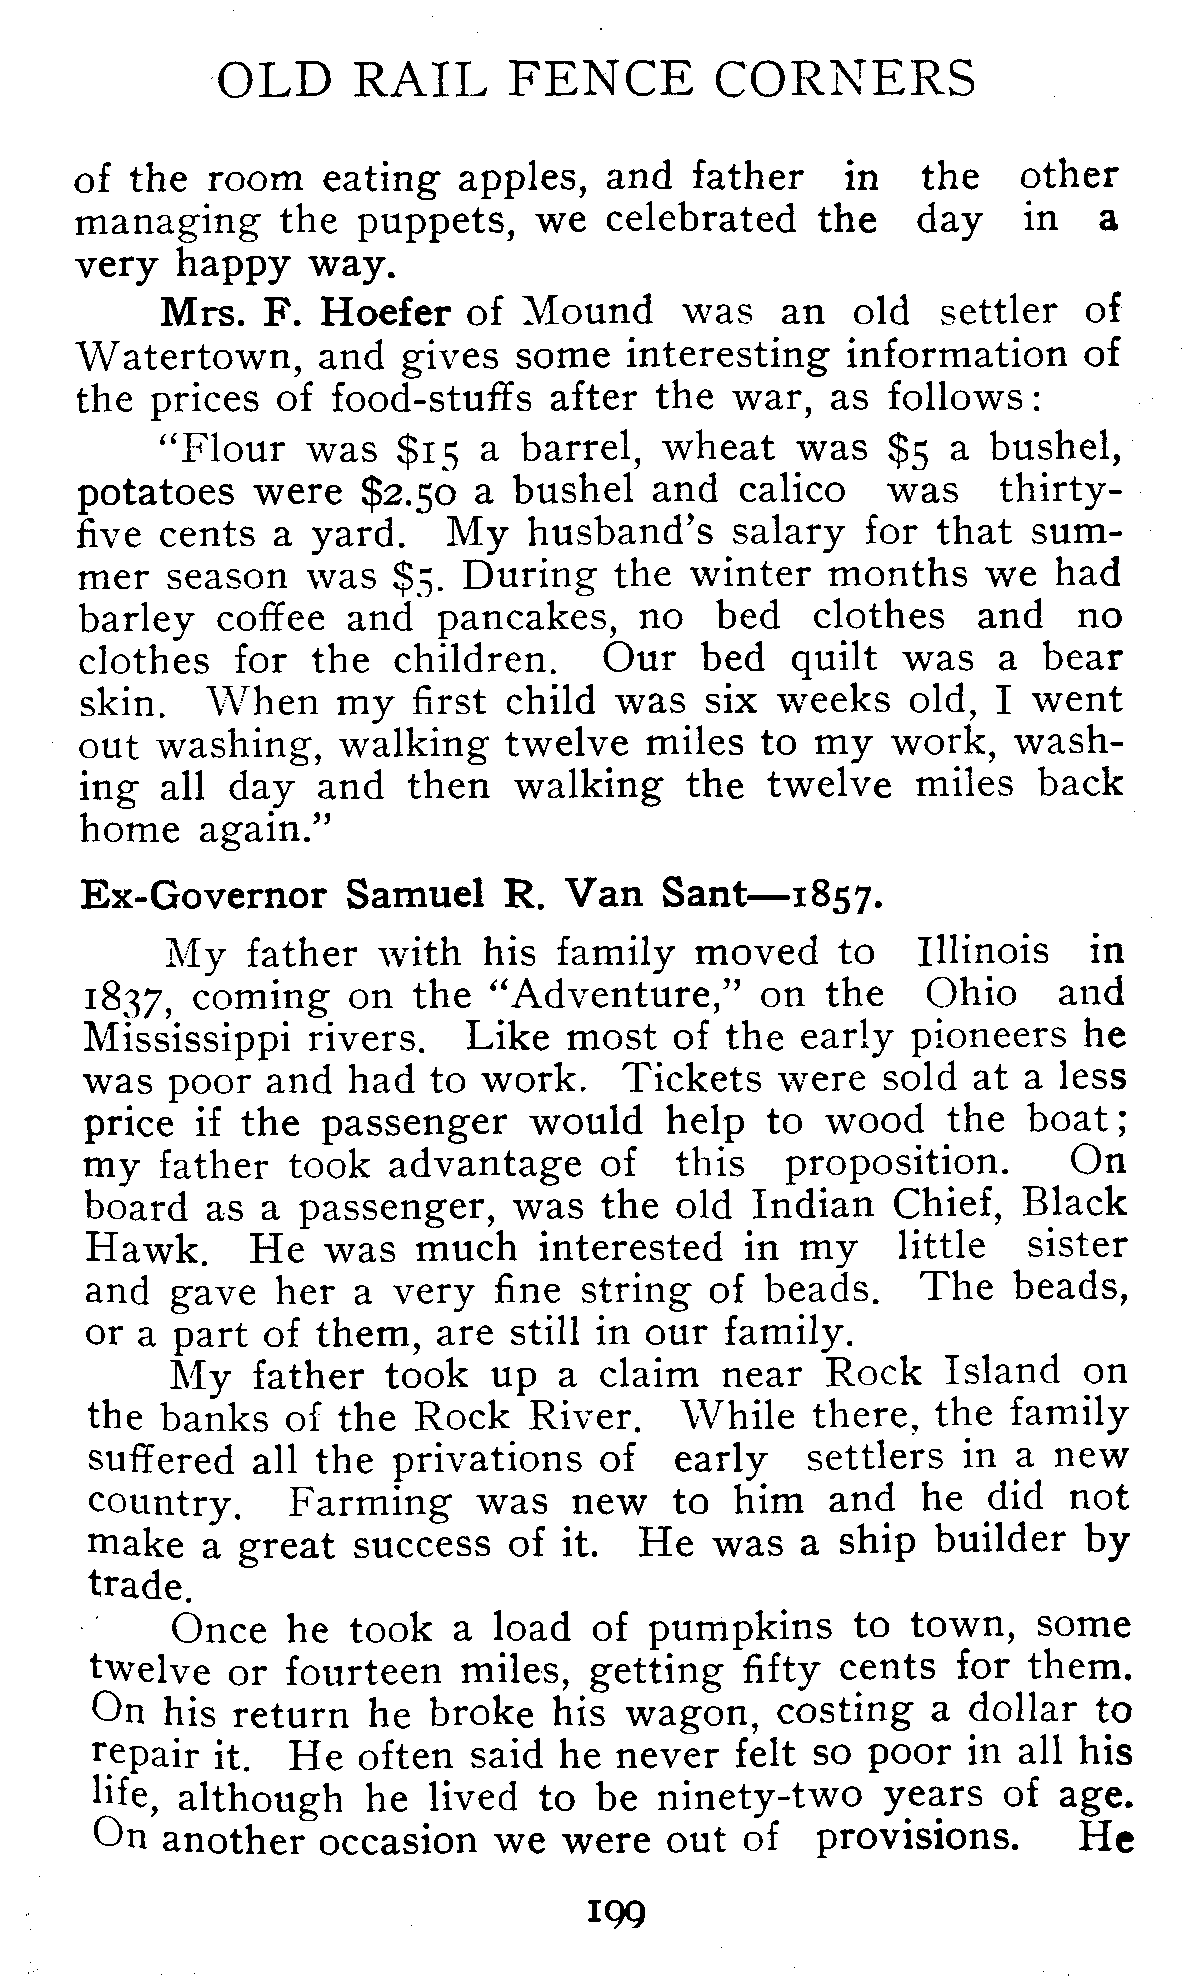 OLD RAIL FENCE CORNERS
of the room eating apples, and father in the other
managing the puppets, we celebrated the day in a
very happy way.
Mrs. F. Hoefer of Mound was an old settler of
Watertown, and gives some interesting information of
the prices of food-stuffs after the war, as follows:
“Flour was $15 a barrel, wheat was $5 a bushel,
potatoes were $2.50 a bushel and calico was thirty-
five cents a yard. My husband's salary for that sum-
mer season was $5. During the winter months we had
barley coffee and pancakes, no bed clothes and no
clothes for the children. Our bed quilt was a bear
skin. When my first child was six weeks old, I went
out washing, walking twelve miles to my work, wash-
ing all day and then walking the twelve miles back
home again.”
Ex-Governor Samuel R. Van Sant—1857.
My father with his family moved to Illinois in
1837, coming on the “Adventure,” on the Ohio and
Mississippi rivers. Like most of the early pioneers he
was poor and had to work. Tickets were sold at a less
price if the passenger would help to wood the boat;
my father took advantage of this proposition. On
board as a passenger, was the old Indian Chief, Black
Hawk. He was much interested in my little sister
and gave her a very fine string of beads. The beads,
or a part of them, are still in our family.
My father took up a claim near Rock Island on
the banks of the Rock River. While there, the family
suffered all the privations of early settlers in a new
country. Farming was new to him and he did not
make a great success of it. He was a ship builder by
trade.
Once he took a load of pumpkins to town, some
twelve or fourteen miles, getting fifty cents for them.
On his return he broke his wagon, costing a dollar to
repair it. He often said he never felt so poor in all his
life, although he lived to be ninety-two years of age.
On another occasion we were out of provisions. He
199